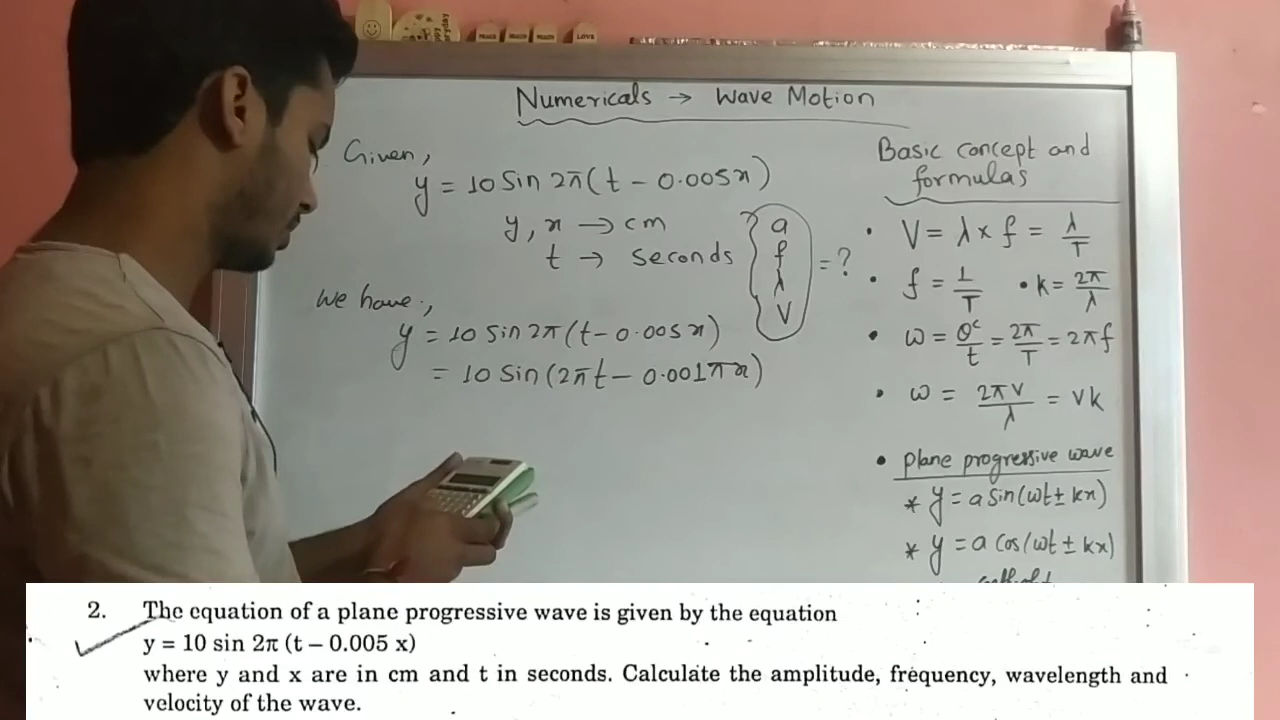 LOVE
Numericals → Wave Motion
Given,
y = 10 Sin 2π(t - 0.005x)
y, x → cm
t → seconds
a
f
λ
V
= ?
We have,
y = 10 Sin 2π(t - 0.005x)
= 10 Sin(2πt - 0.001πx)
Basic concept and
formulas
• V = λ × f = λ/T
• f = 1/T • k = 2π/λ
• ω = θᶜ/t = 2π/T = 2πf
• ω = 2πV/λ = Vk
• plane progressive wave
* y = a Sin(ωt ± kx)
* y = a Cos(ωt ± kx)
2. The equation of a plane progressive wave is given by the equation
y = 10 sin 2π (t – 0.005 x)
where y and x are in cm and t in seconds. Calculate the amplitude, frequency, wavelength and
velocity of the wave.